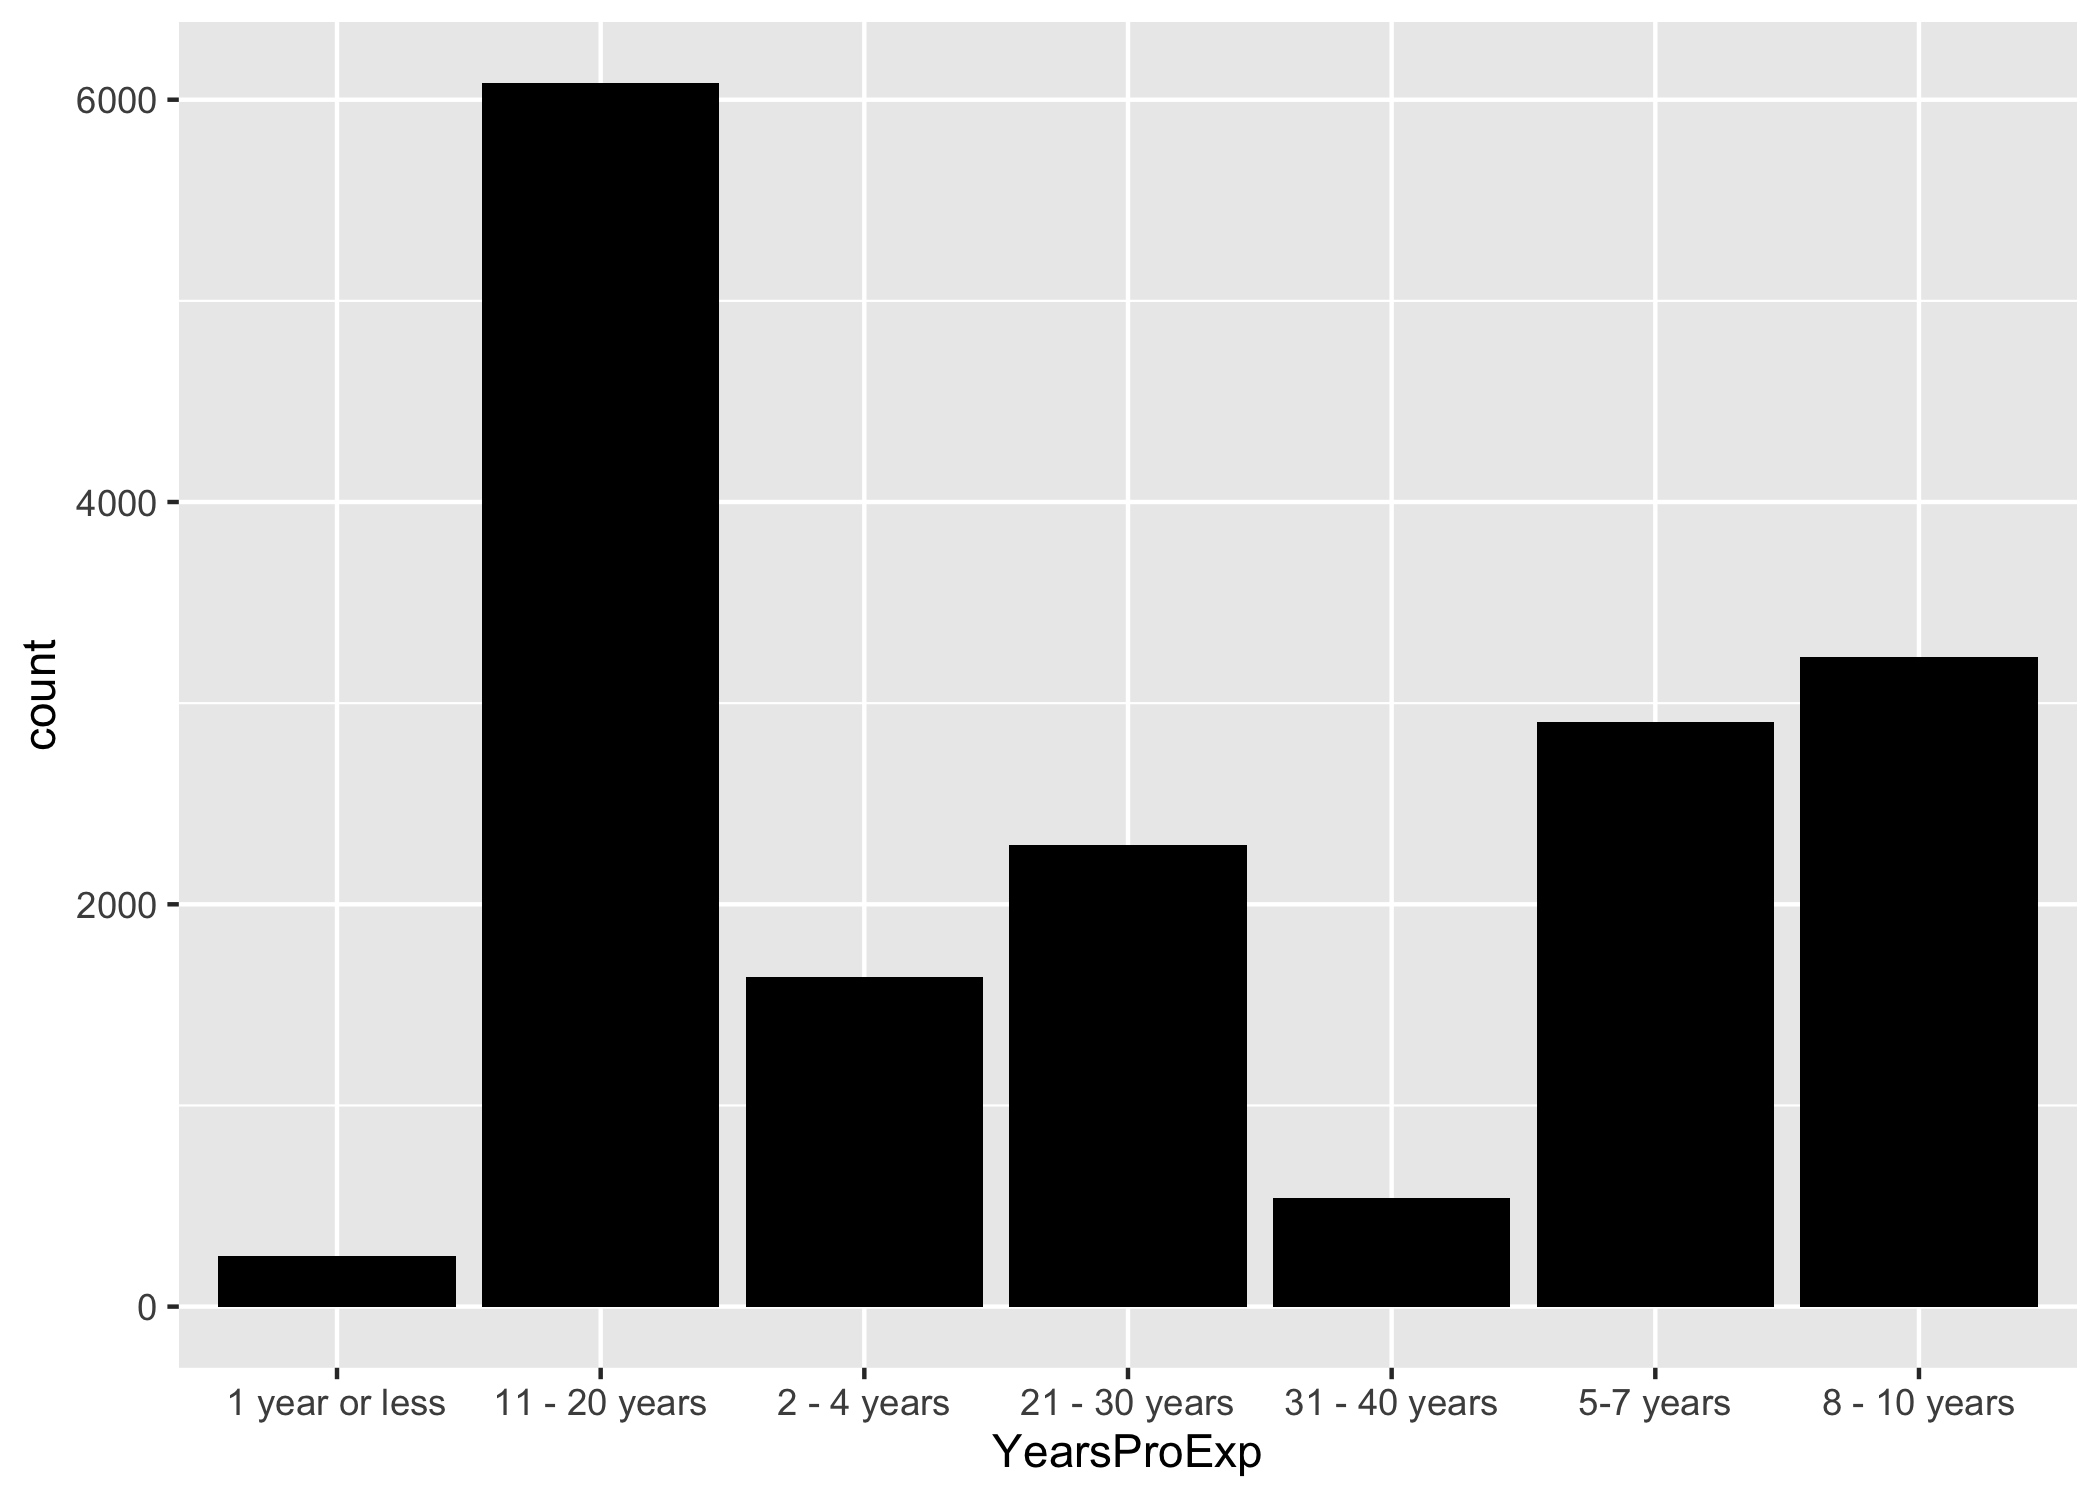 6000
4000
2000
0
count
1 year or less 11 - 20 years 2 - 4 years 21 - 30 years 31 - 40 years 5-7 years 8 - 10 years
YearsProExp